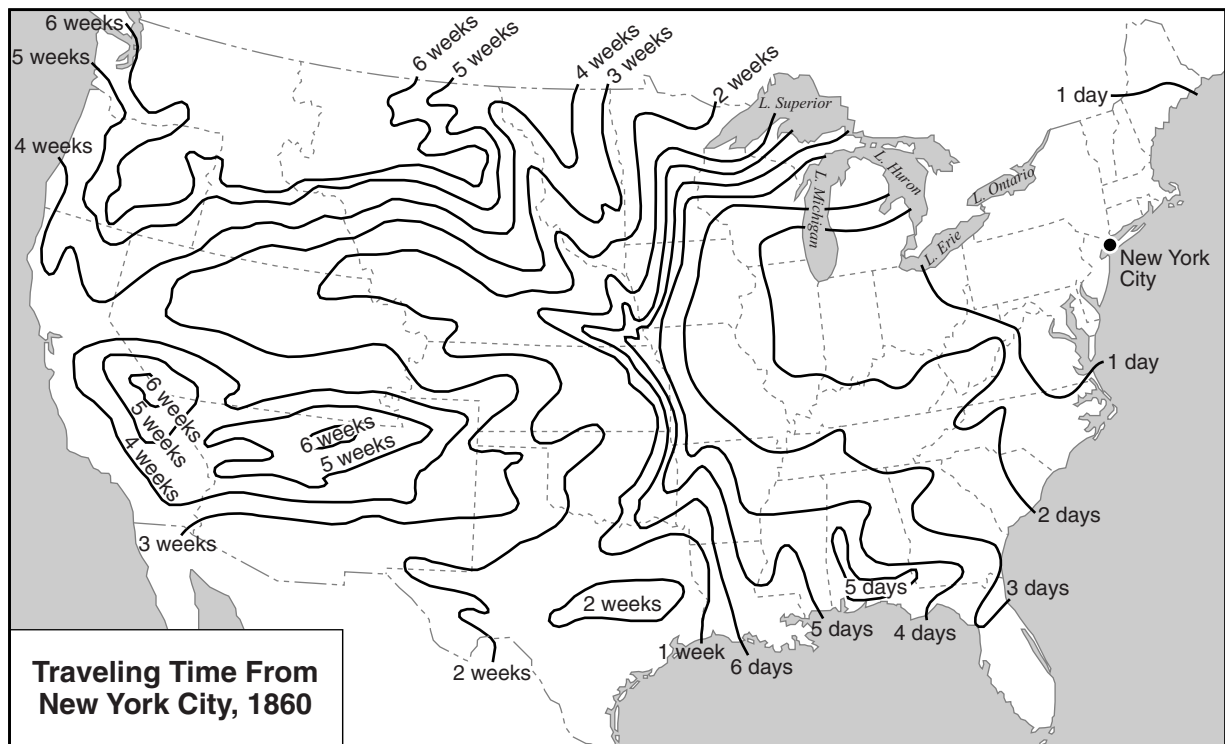 6 weeks
5 weeks
4 weeks
6 weeks
5 weeks
4 weeks
3 weeks
2 weeks
L. Superior
L. Michigan
L. Huron
L. Ontario
L. Erie
1 day
New York
City
1 day
6 weeks
5 weeks
4 weeks
6 weeks
5 weeks
3 weeks
2 weeks
2 weeks
1 week
6 days
5 days
5 days
4 days
3 days
2 days
Traveling Time From
New York City, 1860